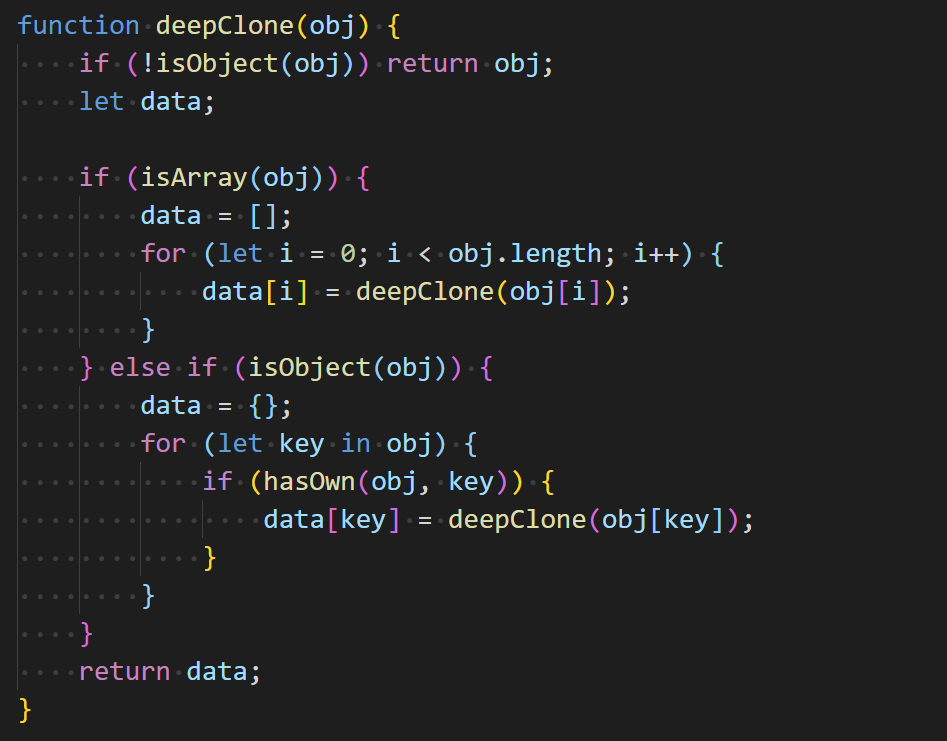 function deepClone(obj) {
    if (!isObject(obj)) return obj;
    let data;

    if (isArray(obj)) {
        data = [];
        for (let i = 0; i < obj.length; i++) {
            data[i] = deepClone(obj[i]);
        }
    } else if (isObject(obj)) {
        data = {};
        for (let key in obj) {
            if (hasOwn(obj, key)) {
                data[key] = deepClone(obj[key]);
            }
        }
    }
    return data;
}